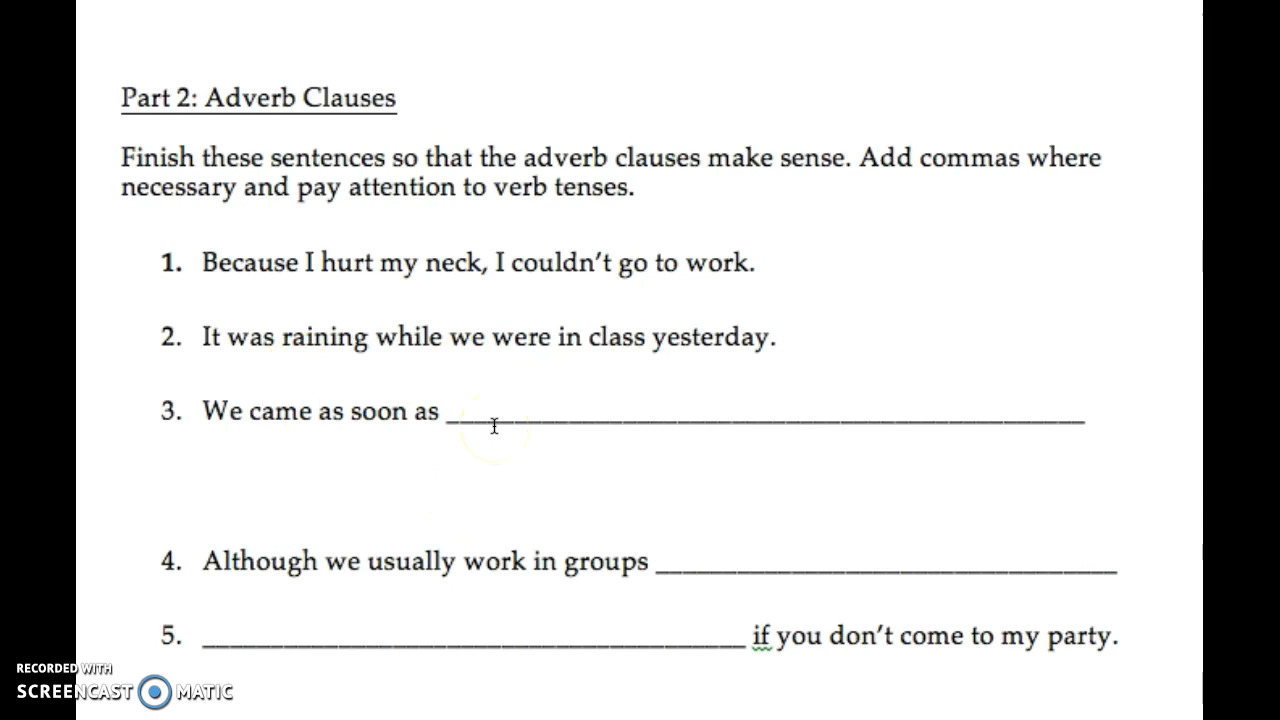 Part 2: Adverb Clauses
Finish these sentences so that the adverb clauses make sense. Add commas where
necessary and pay attention to verb tenses.
1. Because I hurt my neck, I couldn’t go to work.
2. It was raining while we were in class yesterday.
3. We came as soon as _______________________________________________
4. Although we usually work in groups __________________________________
5. ________________________________________ if you don’t come to my party.
RECORDED WITH
SCREENCAST MATIC